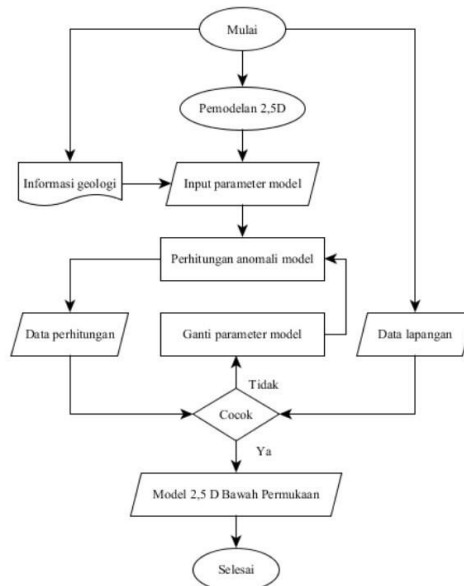 Mulai
Pemodelan 2,5D
Informasi geologi
Input parameter model
Perhitungan anomali model
Data perhitungan
Ganti parameter model
Data lapangan
Tidak
Cocok
Ya
Model 2,5 D Bawah Permukaan
Selesai